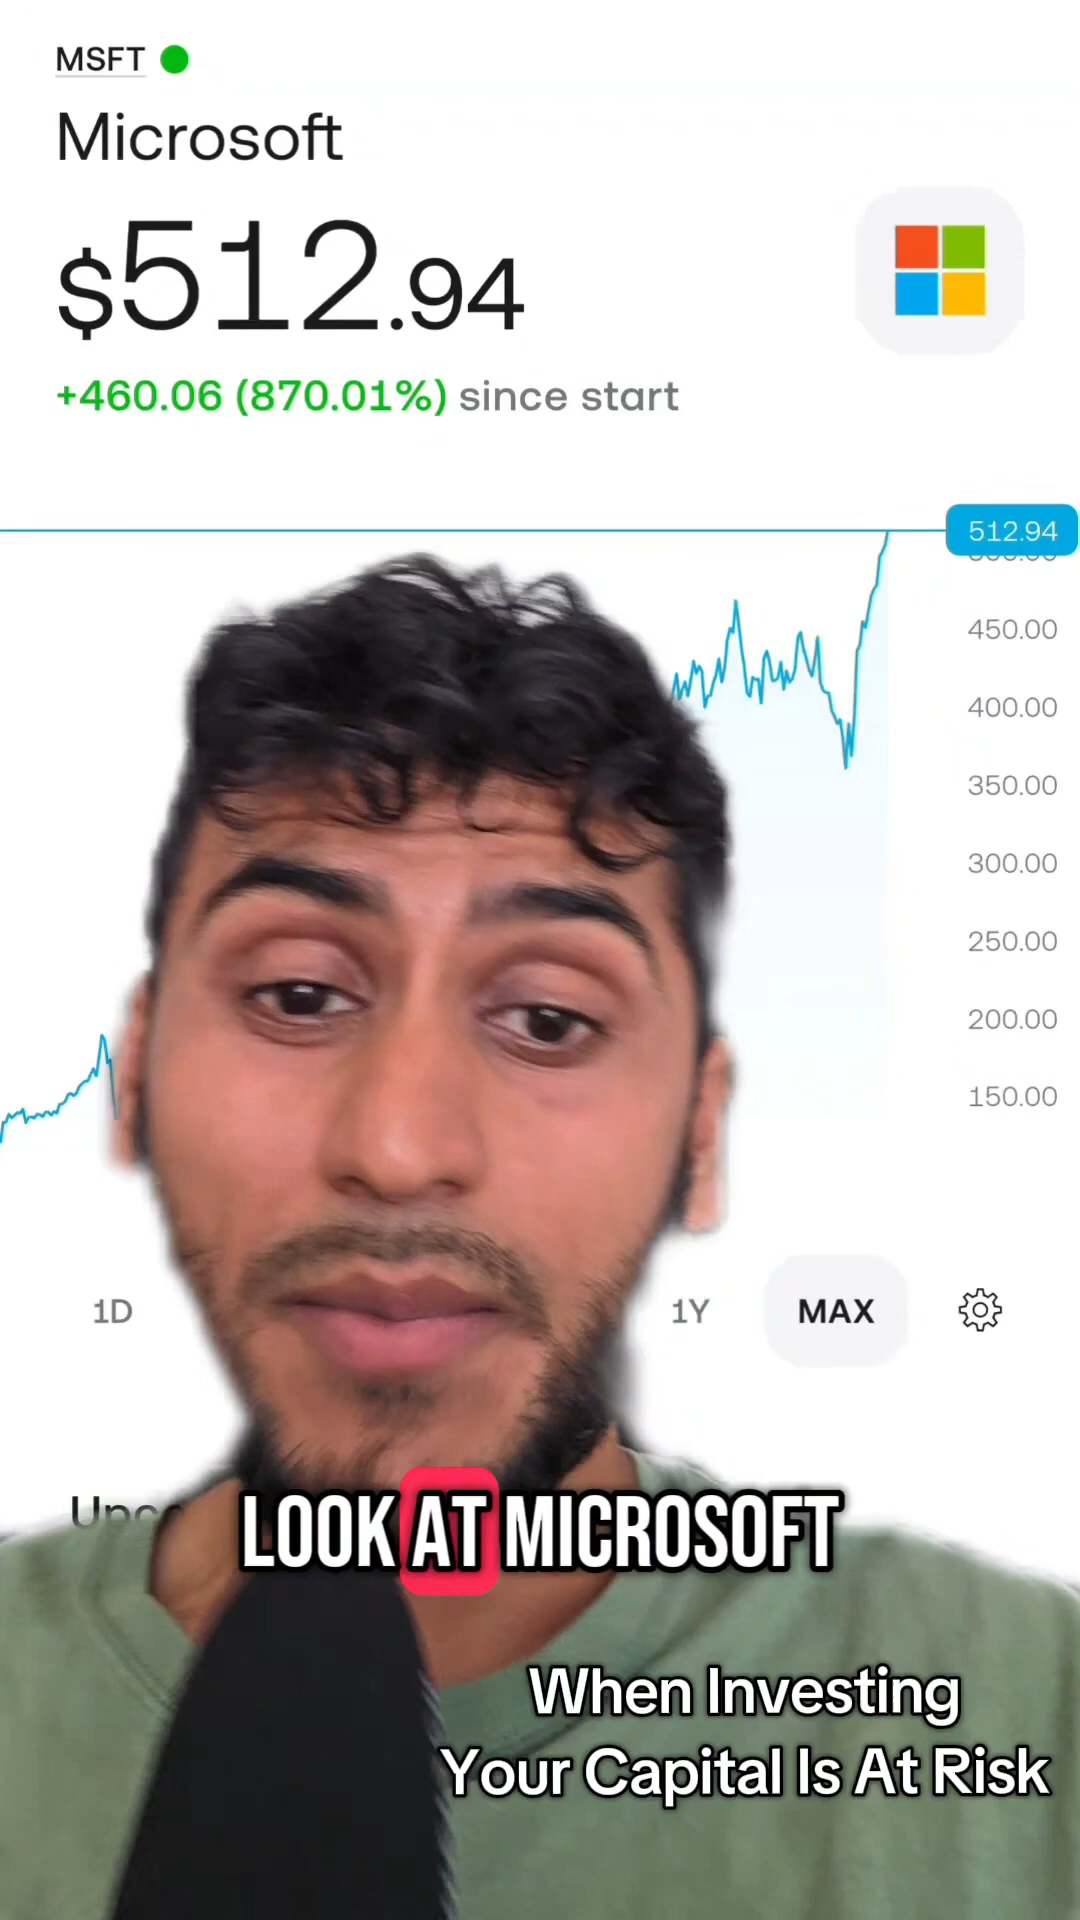 MSFT
Microsoft
$512.94
+460.06 (870.01%) since start
512.94
450.00
400.00
350.00
300.00
250.00
200.00
150.00
1D
1Y
MAX
LOOK AT MICROSOFT
When Investing
Your Capital Is At Risk